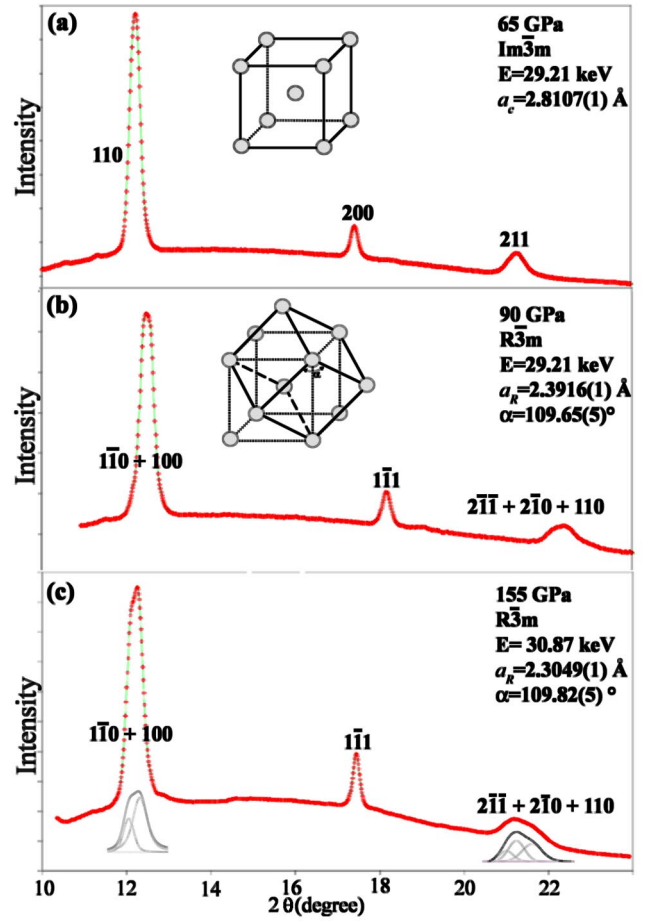 (a)
65 GPa
Im3̅m
E=29.21 keV
a_c=2.8107(1) Å
110
200
211
Intensity
(b)
90 GPa
R3̅m
E=29.21 keV
a_R=2.3916(1) Å
α=109.65(5)°
α
11̅0 + 100
11̅1
21̅1̅ + 21̅0 + 110
Intensity
(c)
155 GPa
R3̅m
E= 30.87 keV
a_R=2.3049(1) Å
α=109.82(5) °
11̅0 + 100
11̅1
21̅1̅ + 21̅0 + 110
Intensity
10 12 14 16 18 20 22
2 θ(degree)